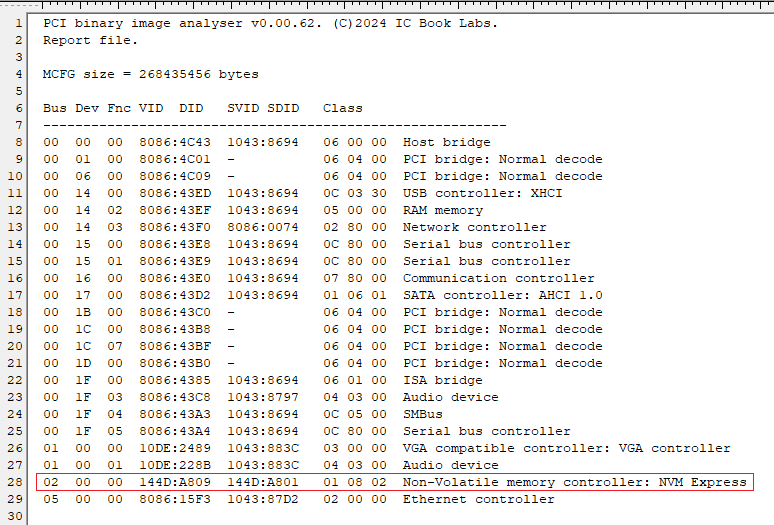 1 PCI binary image analyser v0.00.62. (C)2024 IC Book Labs.
2 Report file.
3
4 MCFG size = 268435456 bytes
5
6 Bus Dev Fnc VID  DID   SVID SDID   Class
7 ----------------------------------------------------------
8 00  00  00  8086:4C43  1043:8694   06 00 00  Host bridge
9 00  01  00  8086:4C01  -           06 04 00  PCI bridge: Normal decode
10 00  06  00  8086:4C09  -           06 04 00  PCI bridge: Normal decode
11 00  14  00  8086:43ED  1043:8694   0C 03 30  USB controller: XHCI
12 00  14  02  8086:43EF  1043:8694   05 00 00  RAM memory
13 00  14  03  8086:43F0  8086:0074   02 80 00  Network controller
14 00  15  00  8086:43E8  1043:8694   0C 80 00  Serial bus controller
15 00  15  01  8086:43E9  1043:8694   0C 80 00  Serial bus controller
16 00  16  00  8086:43E0  1043:8694   07 80 00  Communication controller
17 00  17  00  8086:43D2  1043:8694   01 06 01  SATA controller: AHCI 1.0
18 00  1B  00  8086:43C0  -           06 04 00  PCI bridge: Normal decode
19 00  1C  00  8086:43B8  -           06 04 00  PCI bridge: Normal decode
20 00  1C  07  8086:43BF  -           06 04 00  PCI bridge: Normal decode
21 00  1D  00  8086:43B0  -           06 04 00  PCI bridge: Normal decode
22 00  1F  00  8086:4385  1043:8694   06 01 00  ISA bridge
23 00  1F  03  8086:43C8  1043:8797   04 03 00  Audio device
24 00  1F  04  8086:43A3  1043:8694   0C 05 00  SMBus
25 00  1F  05  8086:43A4  1043:8694   0C 80 00  Serial bus controller
26 01  00  00  10DE:2489  1043:883C   03 00 00  VGA compatible controller: VGA controller
27 01  00  01  10DE:228B  1043:883C   04 03 00  Audio device
28 02  00  00  144D:A809  144D:A801   01 08 02  Non-Volatile memory controller: NVM Express
29 05  00  00  8086:15F3  1043:87D2   02 00 00  Ethernet controller
30